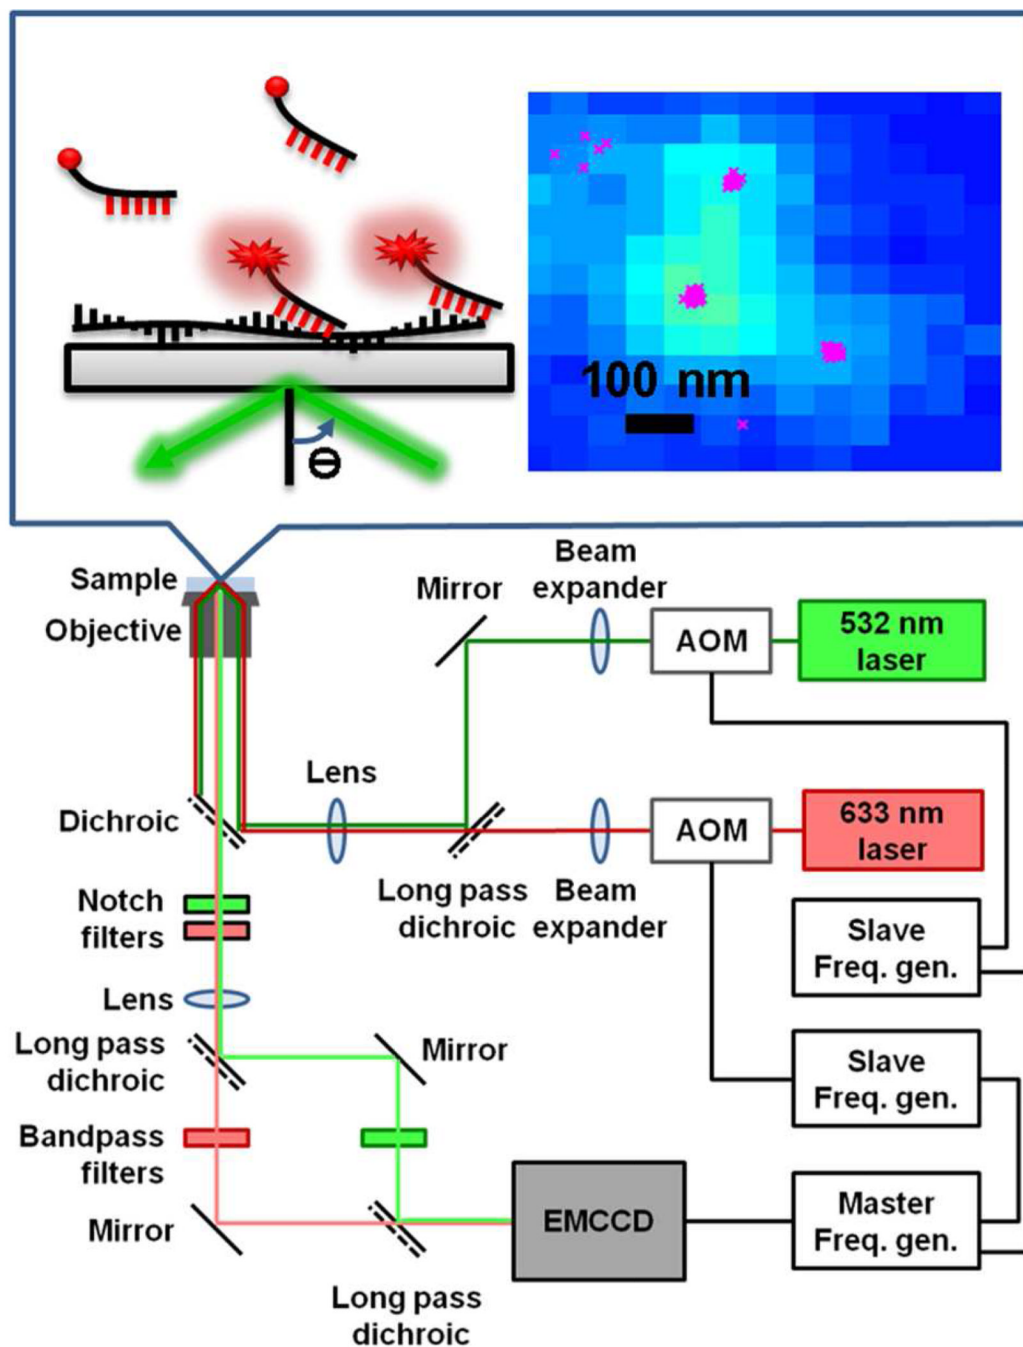 100 nm
Θ
Sample
Objective
Mirror
Beam
expander
AOM
532 nm
laser
Lens
Dichroic
AOM
633 nm
laser
Long pass
dichroic
Beam
expander
Notch
filters
Slave
Freq. gen.
Lens
Long pass
dichroic
Mirror
Slave
Freq. gen.
Bandpass
filters
Mirror
EMCCD
Master
Freq. gen.
Long pass
dichroic